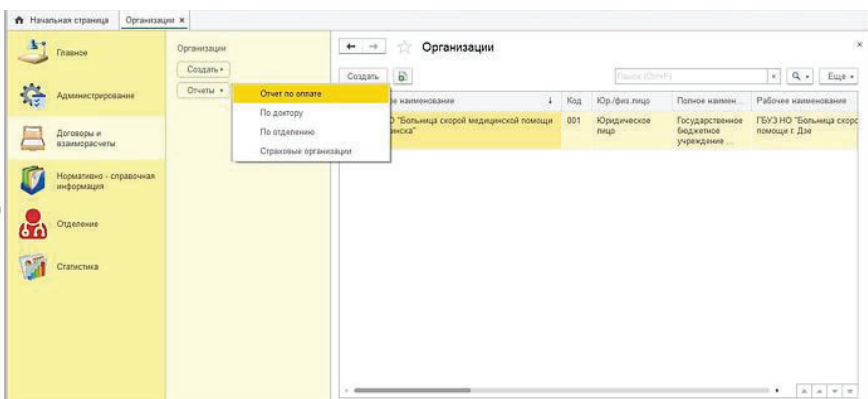 Начальная страница
Организации ×
Главное
Администрирование
Договоры и
взаиморасчеты
Нормативно - справочная
информация
Отделение
Статистика
Организации
Создать
Отчеты
Отчет по оплате
По доктору
По отделению
Страховые организации
Организации
×
Создать
Поиск (Ctrl+F)
×
Еще
е наименование ↓
Код
Юр./физ.лицо
Полное наимен...
Рабочее наименование
О "Больница скорой медицинской помощи
инска"
001
Юридическое
лицо
Государственное
бюджетное
учреждение ...
ГБУЗ НО "Больница скоро
помощи г. Дзе